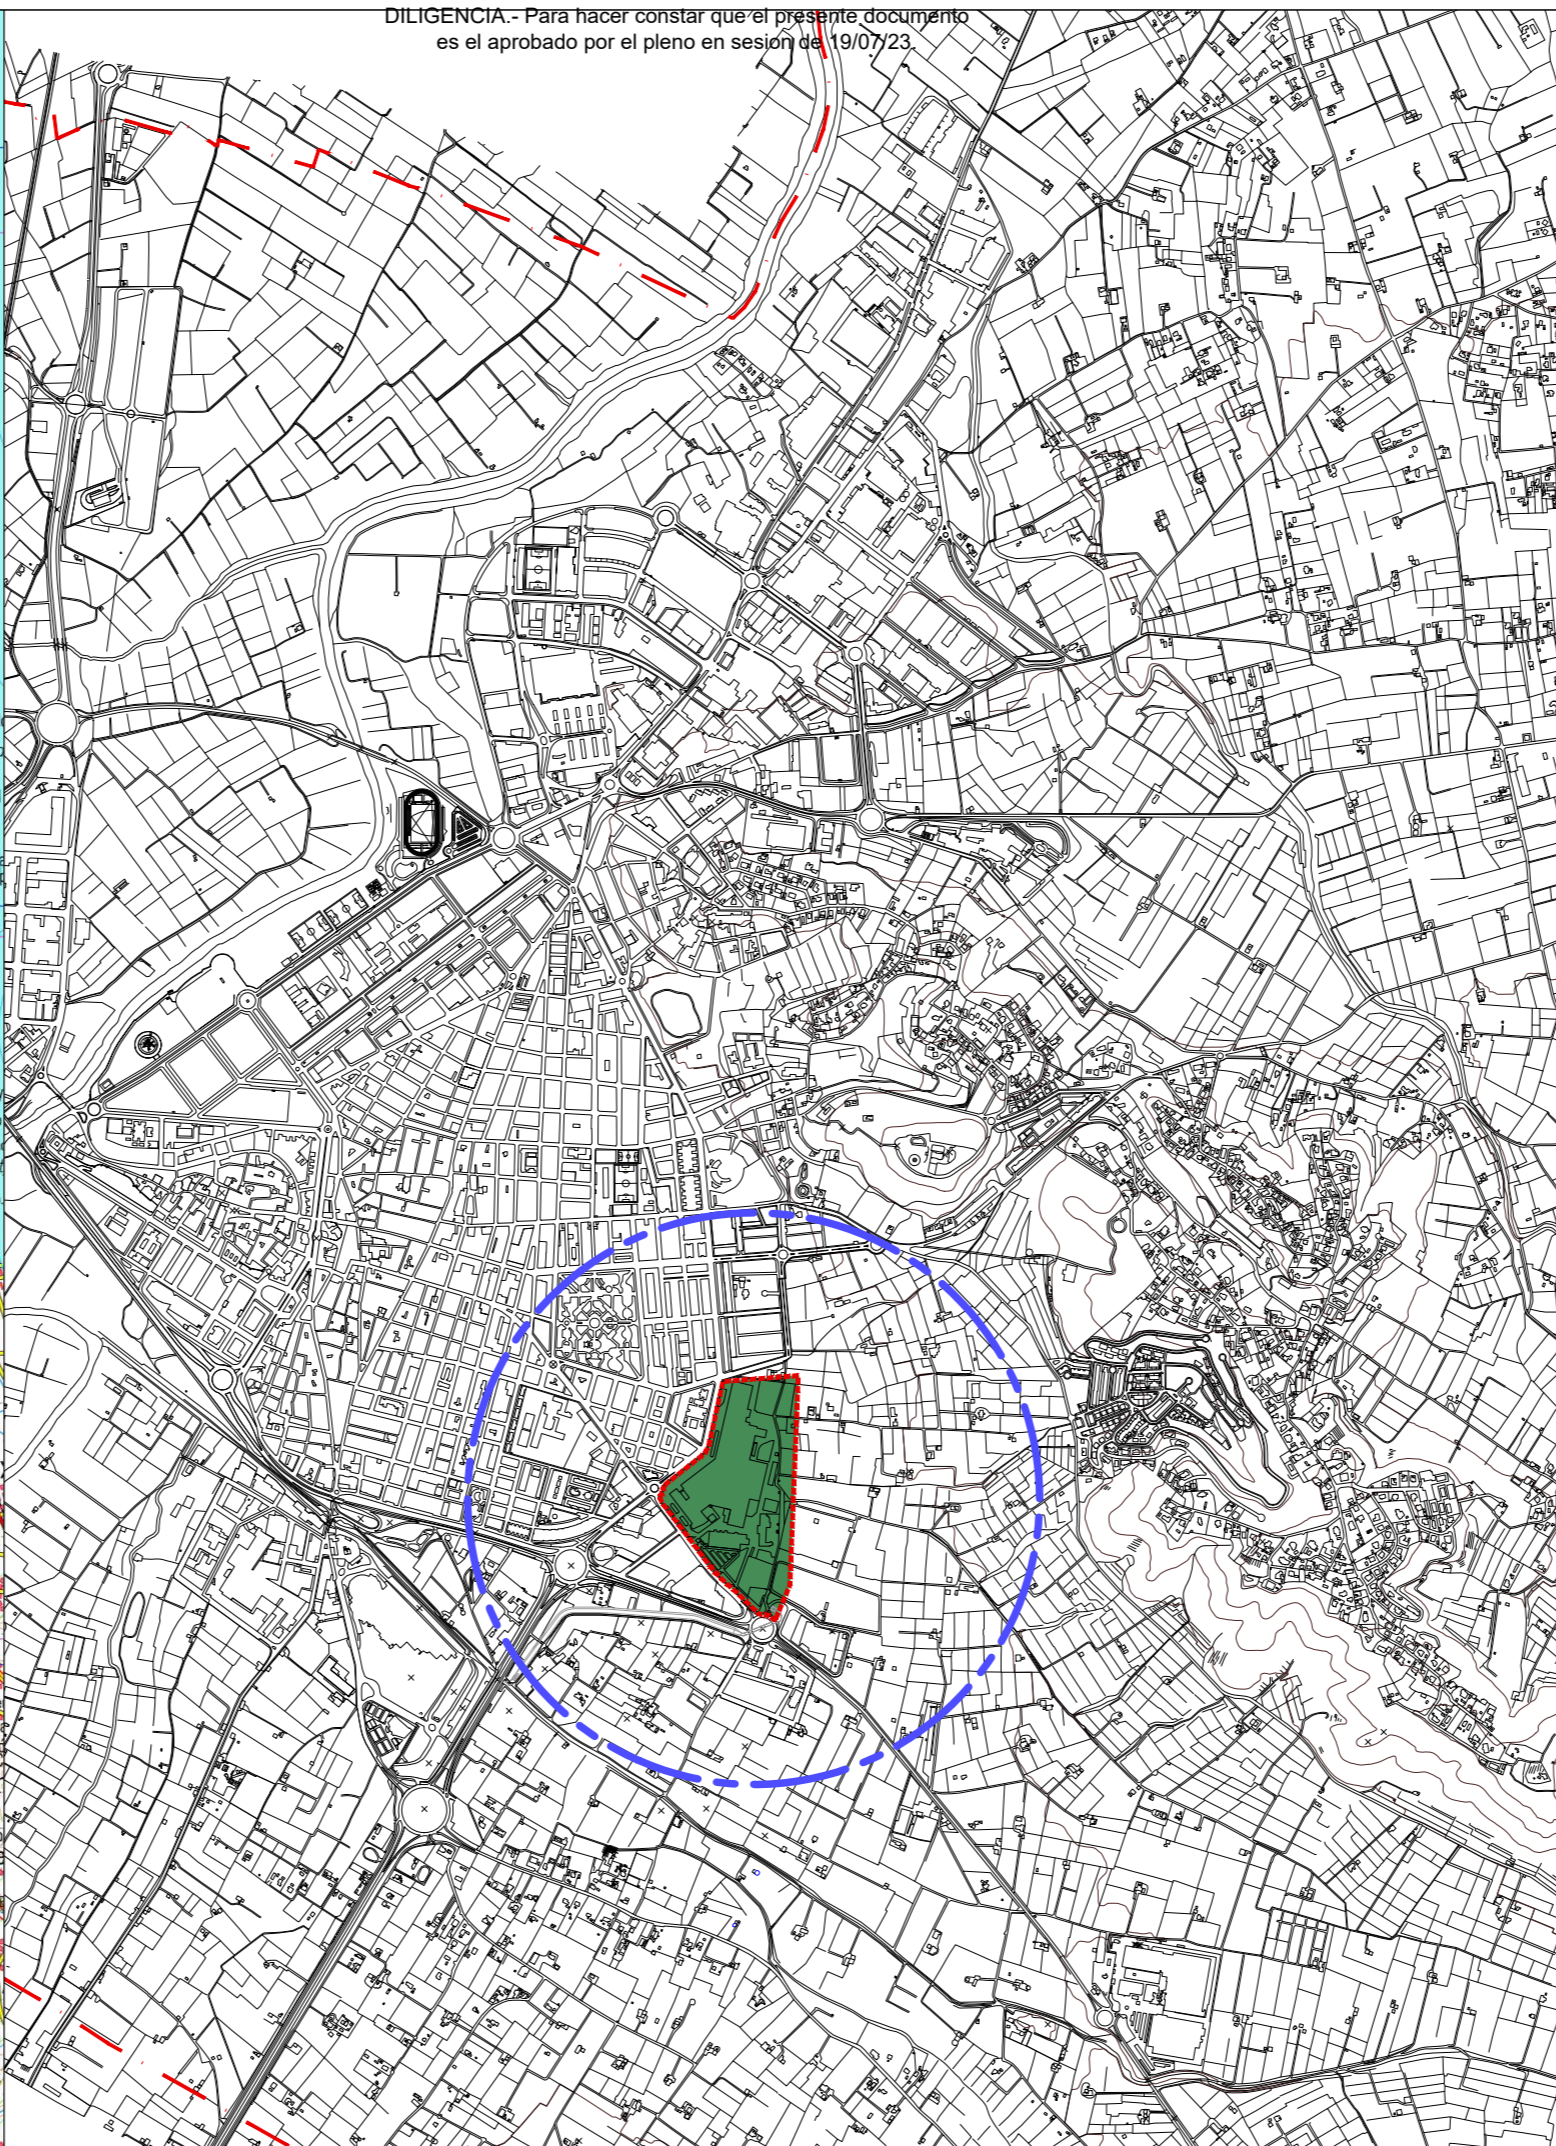 DILIGENCIA.- Para hacer constar que el presente documento
es el aprobado por el pleno en sesion de 19/07/23.